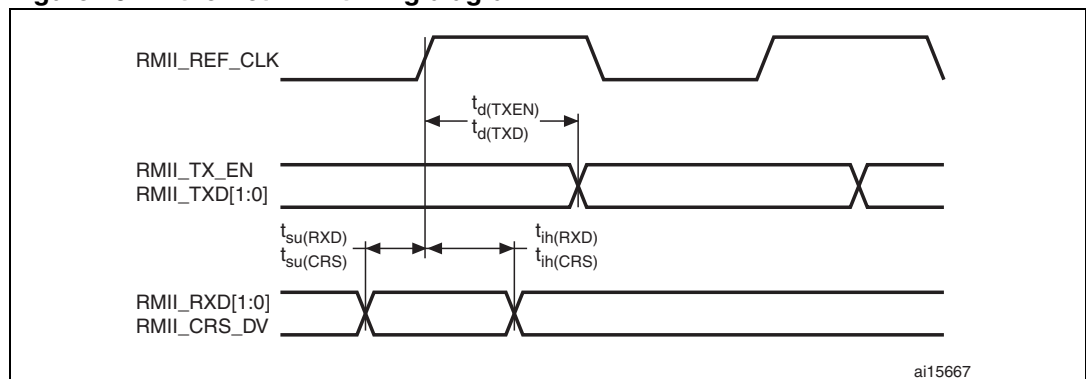 RMII_REF_CLK
td(TXEN)
td(TXD)
RMII_TX_EN
RMII_TXD[1:0]
tsu(RXD)
tsu(CRS)
tih(RXD)
tih(CRS)
RMII_RXD[1:0]
RMII_CRS_DV
ai15667